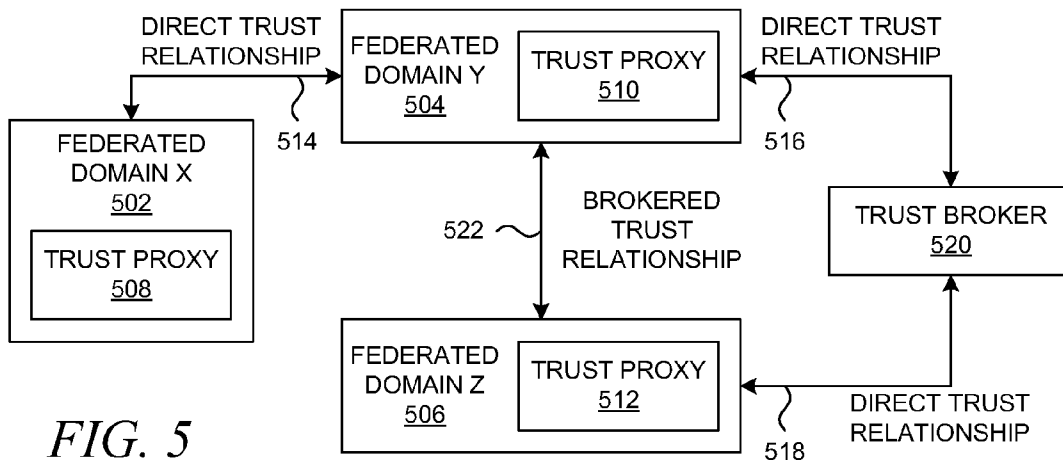 DIRECT TRUST
RELATIONSHIP
514
FEDERATED
DOMAIN X
502
TRUST PROXY
508
FEDERATED
DOMAIN Y
504
TRUST PROXY
510
DIRECT TRUST
RELATIONSHIP
516
522
BROKERED
TRUST
RELATIONSHIP
TRUST BROKER
520
FEDERATED
DOMAIN Z
506
TRUST PROXY
512
518
DIRECT TRUST
RELATIONSHIP
FIG. 5